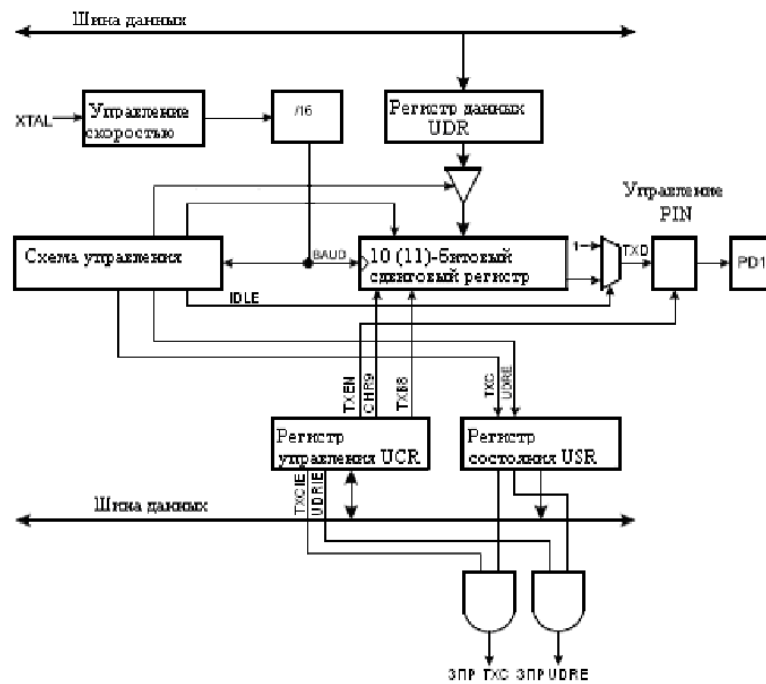 Шина данных
XTAL
Управление
скоростью
/16
Регистр данных
UDR
Управление
PIN
Схема управления
BAUD
10 (11)-битовый
сдвиговый регистр
1
TXD
PD1
IDLE
TXEN
CHR9
TXB8
TXC
UDRE
Регистр
управления UCR
Регистр
состояния USR
TXCIE
UDRIE
Шина данных
ЗПР TXC
ЗПР UDRE